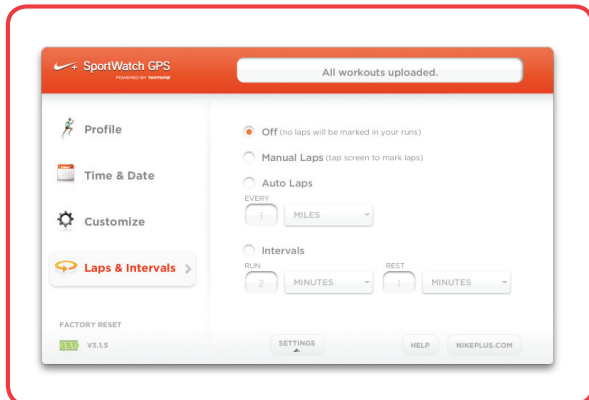 SportWatch GPS
POWERED BY TOMTOM
All workouts uploaded.
Profile
Time & Date
Customize
Laps & Intervals
FACTORY RESET
V3.1.5
Off (no laps will be marked in your runs)
Manual Laps (tap screen to mark laps)
Auto Laps
EVERY
1 MILES
Intervals
RUN REST
2 MINUTES 1 MINUTES
SETTINGS HELP NIKEPLUS.COM